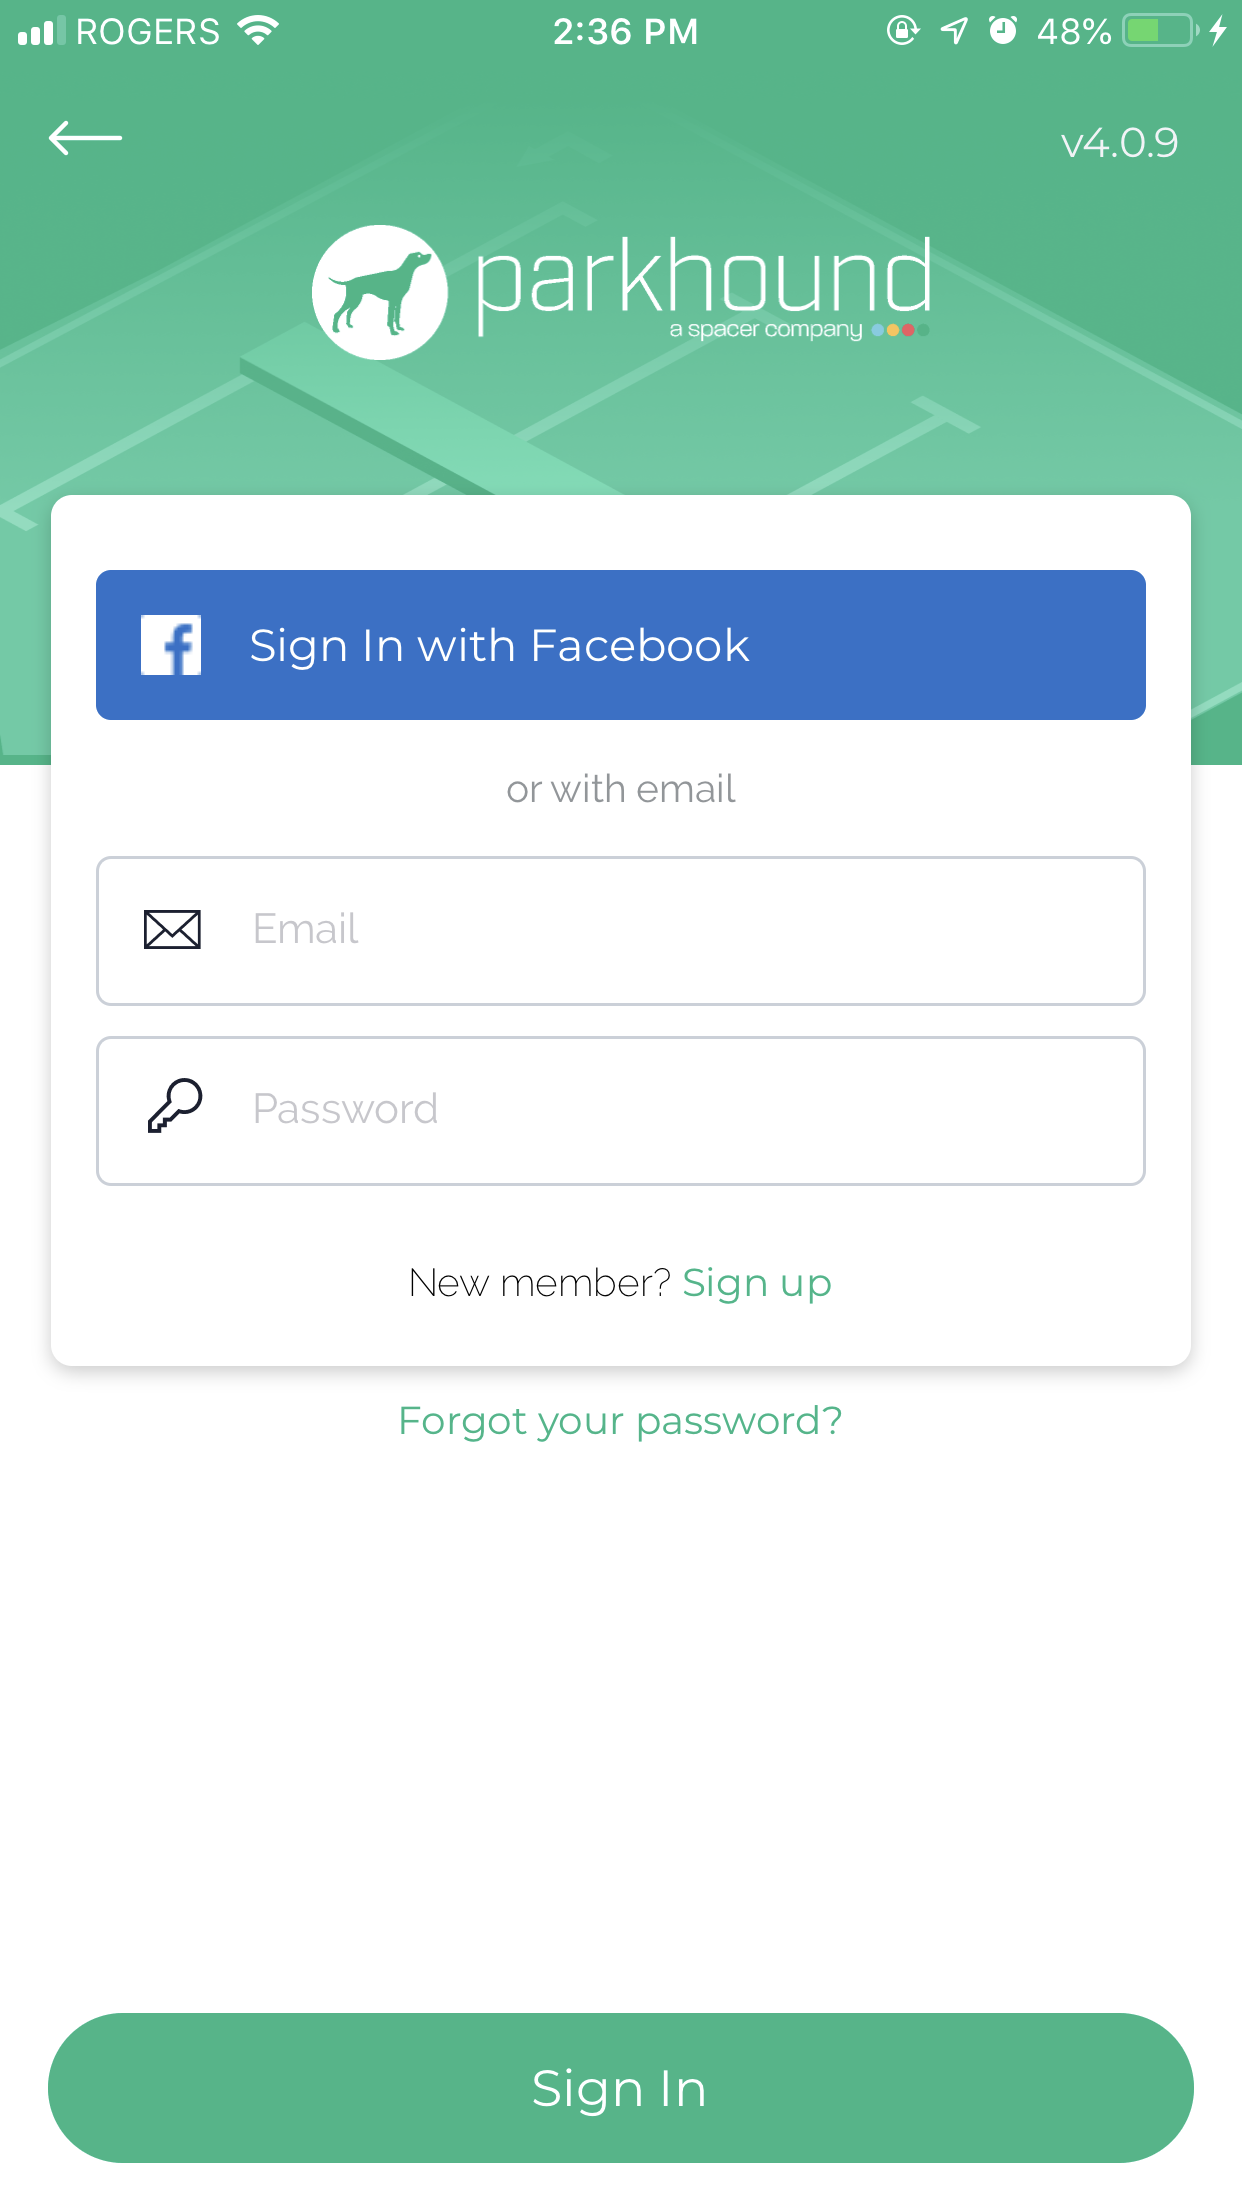 ROGERS 2:36 PM 48%
v4.0.9
parkhound
a spacer company
Sign In with Facebook
or with email
Email
Password
New member? Sign up
Forgot your password?
Sign In